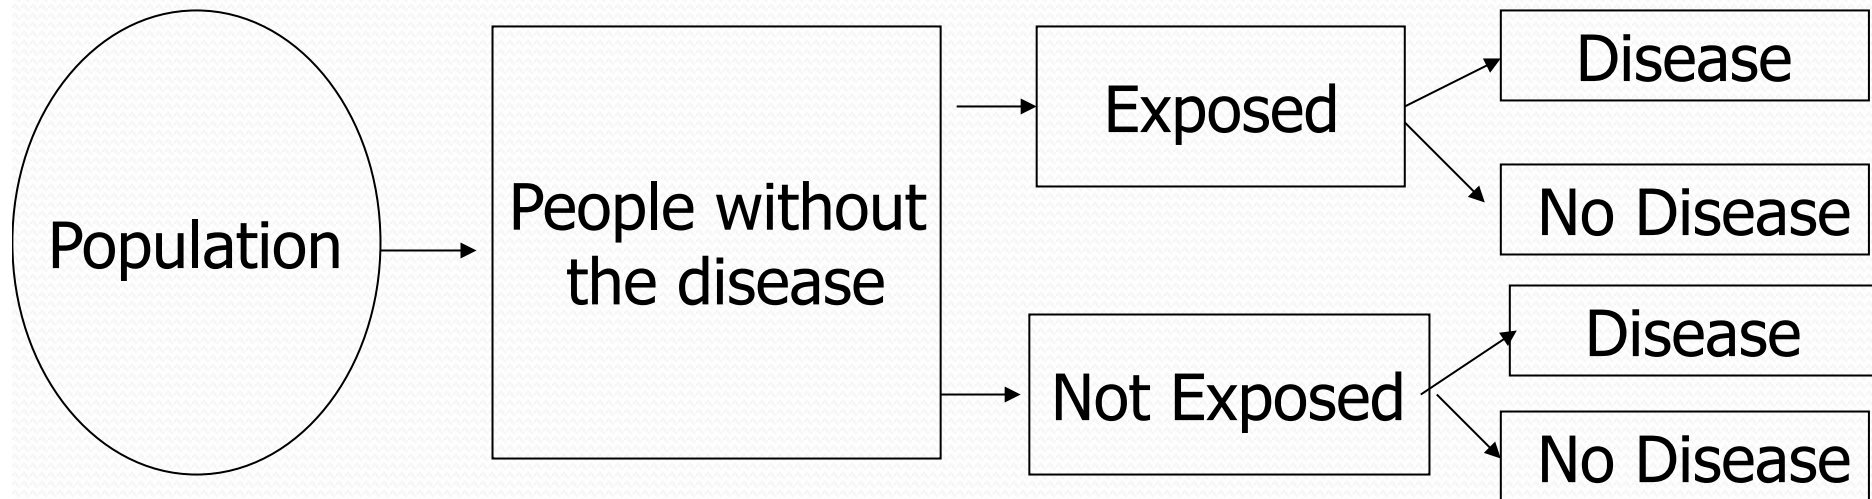 Population
People without
the disease
Exposed
Not Exposed
Disease
No Disease
Disease
No Disease